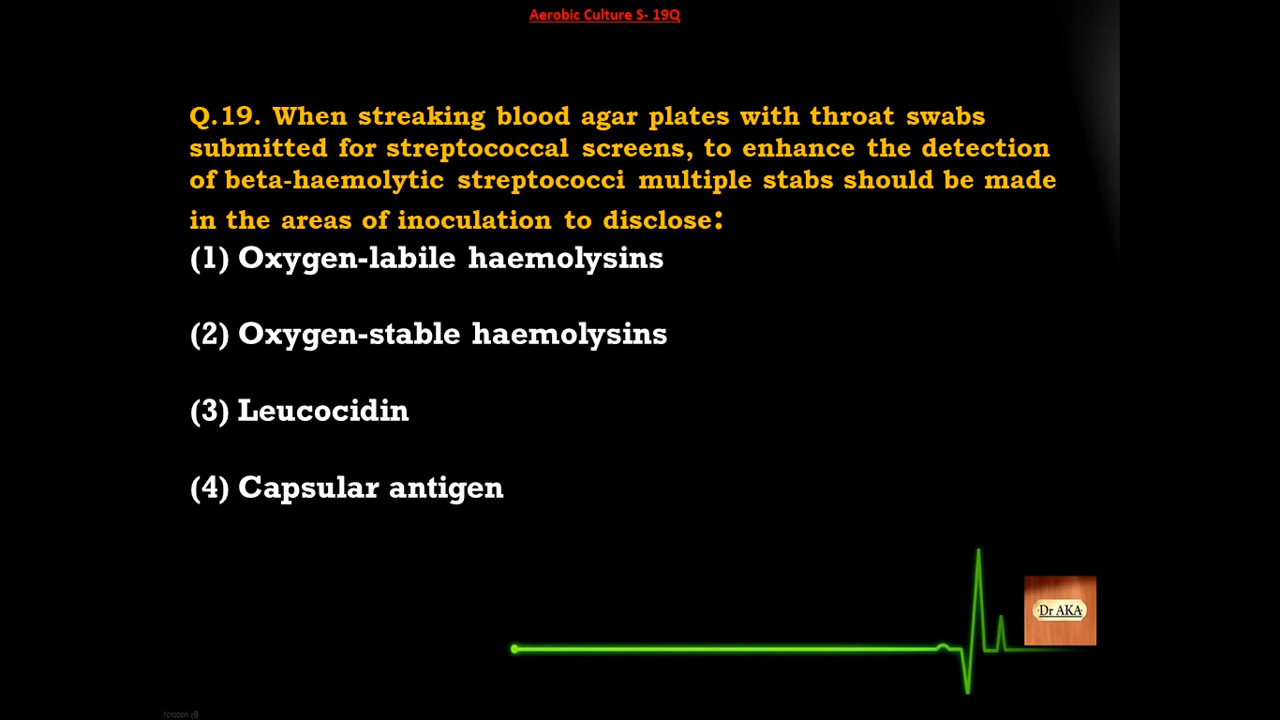 Aerobic Culture S- 19Q
Q.19. When streaking blood agar plates with throat swabs
submitted for streptococcal screens, to enhance the detection
of beta-haemolytic streptococci multiple stabs should be made
in the areas of inoculation to disclose:
(1) Oxygen-labile haemolysins
(2) Oxygen-stable haemolysins
(3) Leucocidin
(4) Capsular antigen
Dr AKA